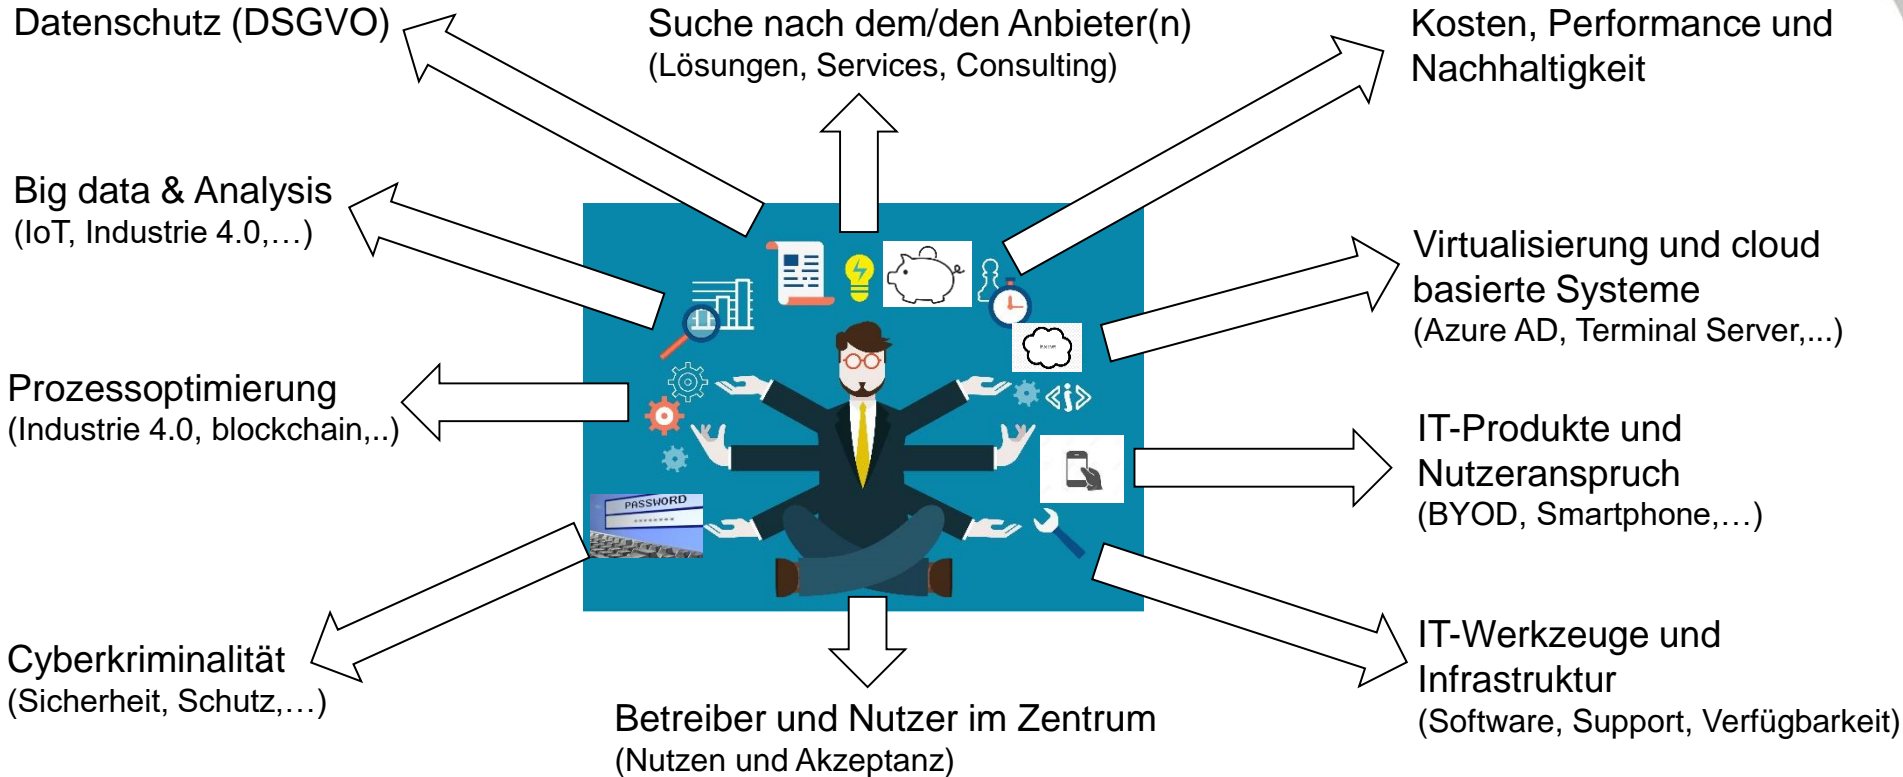 Datenschutz (DSGVO)
Suche nach dem/den Anbieter(n)
(Lösungen, Services, Consulting)
Kosten, Performance und
Nachhaltigkeit
Big data & Analysis
(IoT, Industrie 4.0,…)
Virtualisierung und cloud
basierte Systeme
(Azure AD, Terminal Server,...)
Prozessoptimierung
(Industrie 4.0, blockchain,..)
IT-Produkte und
Nutzeranspruch
(BYOD, Smartphone,…)
PASSWORD
********
Cyberkriminalität
(Sicherheit, Schutz,…)
IT-Werkzeuge und
Infrastruktur
(Software, Support, Verfügbarkeit)
Betreiber und Nutzer im Zentrum
(Nutzen und Akzeptanz)